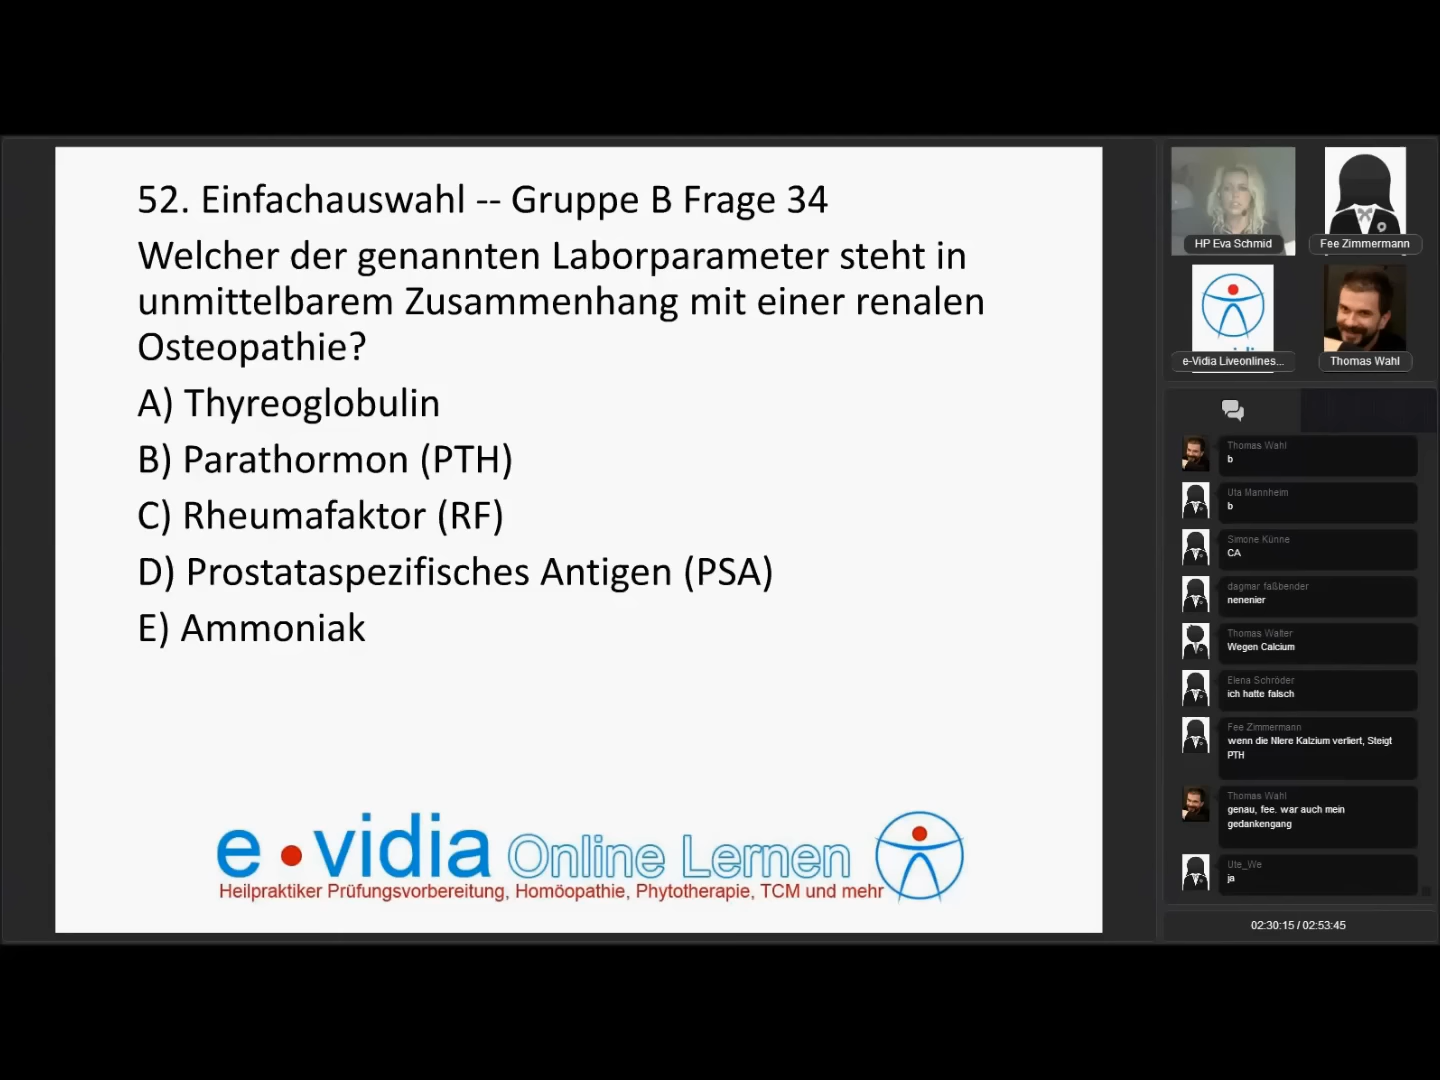 52. Einfachauswahl -- Gruppe B Frage 34
Welcher der genannten Laborparameter steht in
unmittelbarem Zusammenhang mit einer renalen
Osteopathie?
A) Thyreoglobulin
B) Parathormon (PTH)
C) Rheumafaktor (RF)
D) Prostataspezifisches Antigen (PSA)
E) Ammoniak
e vidia Online Lernen
Heilpraktiker Prüfungsvorbereitung, Homöopathie, Phytotherapie, TCM und mehr
HP Eva Schmid
Fee Zimmermann
e-Vidia Liveonlines...
Thomas Wahl
Thomas Wahl
b
Uta Mannheim
b
Simone Künne
CA
dagmar faßbender
nenenier
Thomas Walter
Wegen Calcium
Elena Schröder
ich hatte falsch
Fee Zimmermann
wenn die NIere Kalzium verliert, Steigt
PTH
Thomas Wahl
genau, fee. war auch mein
gedankengang
Ute_We
ja
02:30:15 / 02:53:45